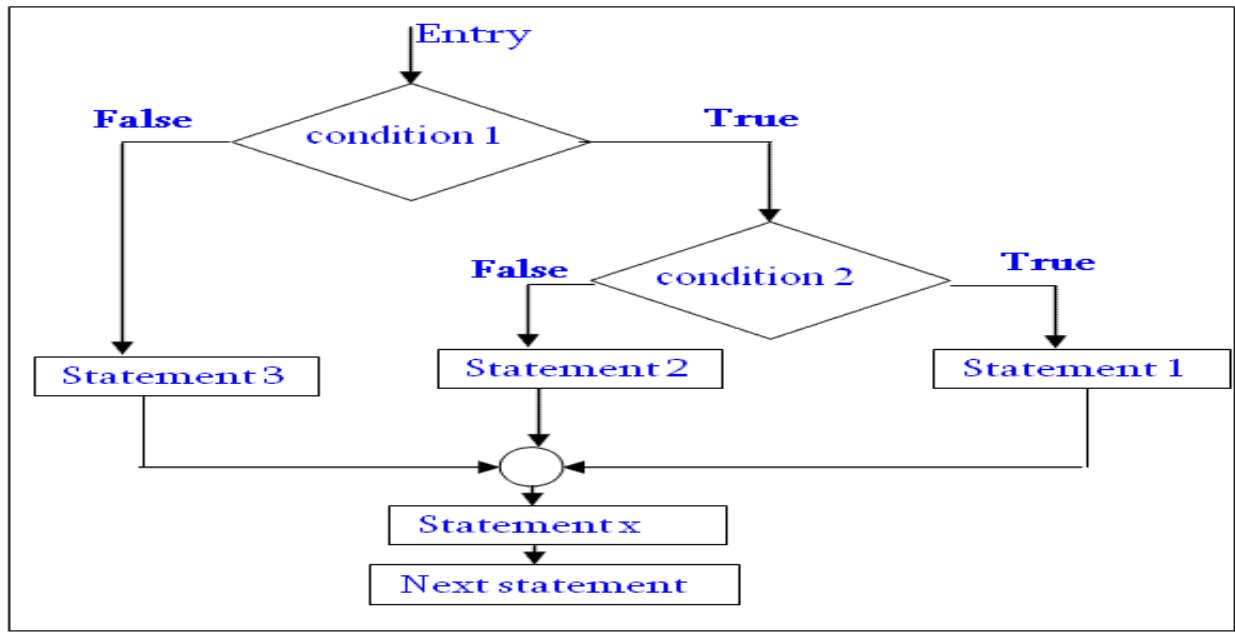 Entry
False
True
condition 1
False
True
condition 2
Statement 3
Statement 2
Statement 1
Statement x
Next statement